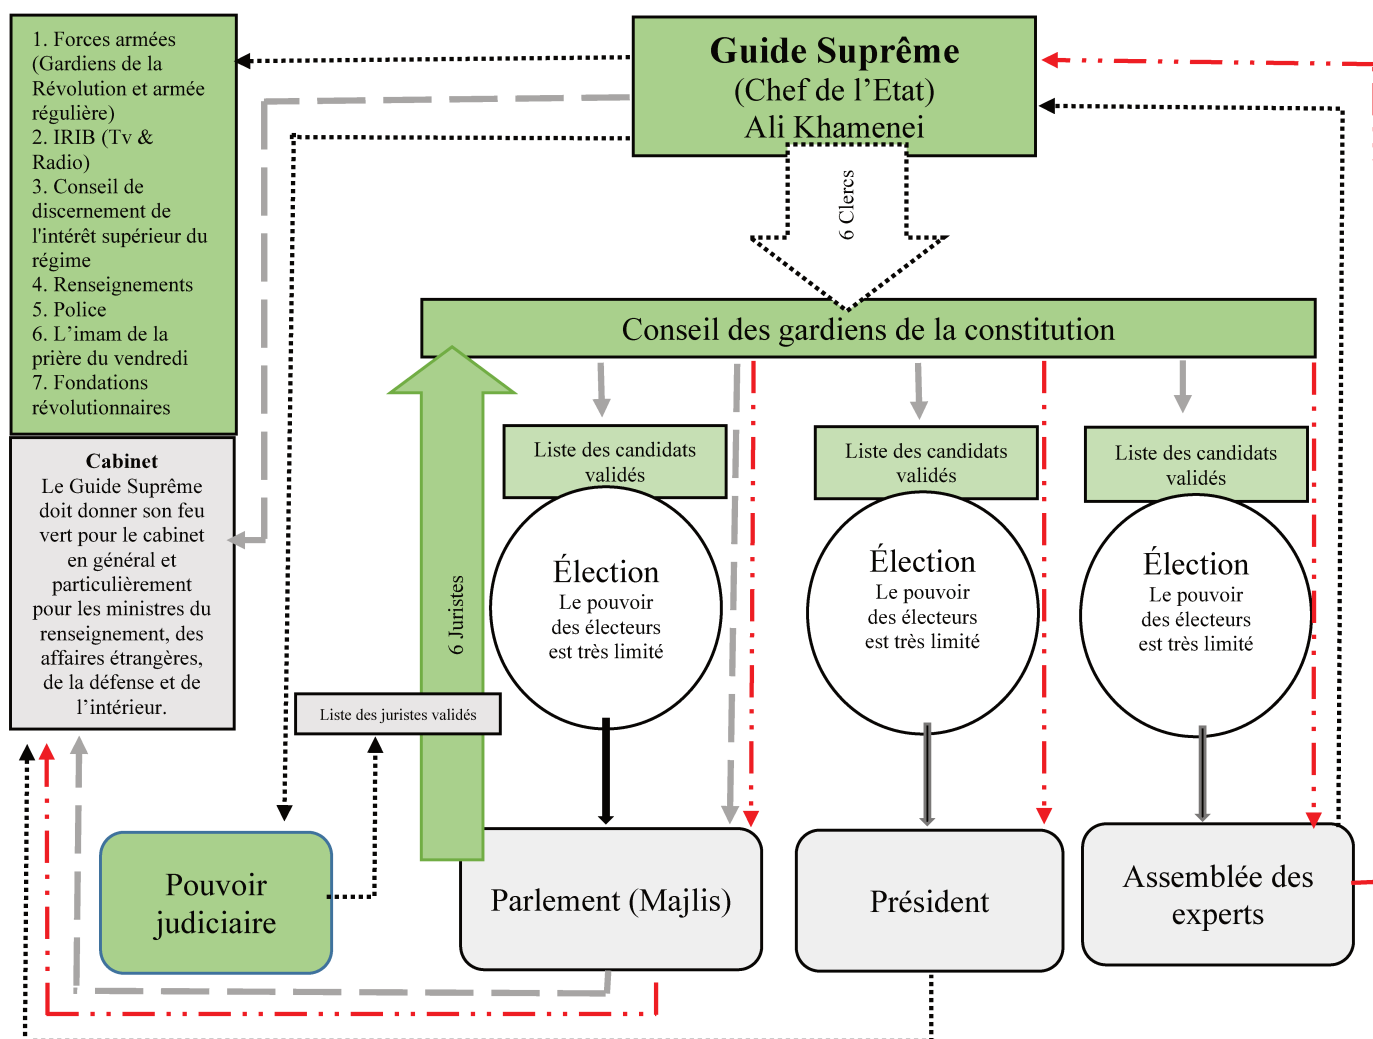 1. Forces armées
(Gardiens de la
Révolution et armée
régulière)
2. IRIB (Tv &
Radio)
3. Conseil de
discernement de
l'intérêt supérieur du
régime
4. Renseignements
5. Police
6. L’imam de la
prière du vendredi
7. Fondations
révolutionnaires
Cabinet
Le Guide Suprême
doit donner son feu
vert pour le cabinet
en général et
particulièrement
pour les ministres du
renseignement, des
affaires étrangères,
de la défense et de
l’intérieur.
Guide Suprême
(Chef de l’Etat)
Ali Khamenei
6 Clercs
Conseil des gardiens de la constitution
Liste des candidats
validés
Élection
Le pouvoir
des électeurs
est très limité
Liste des candidats
validés
Élection
Le pouvoir
des électeurs
est très limité
Liste des candidats
validés
Élection
Le pouvoir
des électeurs
est très limité
6 Juristes
Liste des juristes validés
Pouvoir
judiciaire
Parlement (Majlis)
Président
Assemblée des
experts